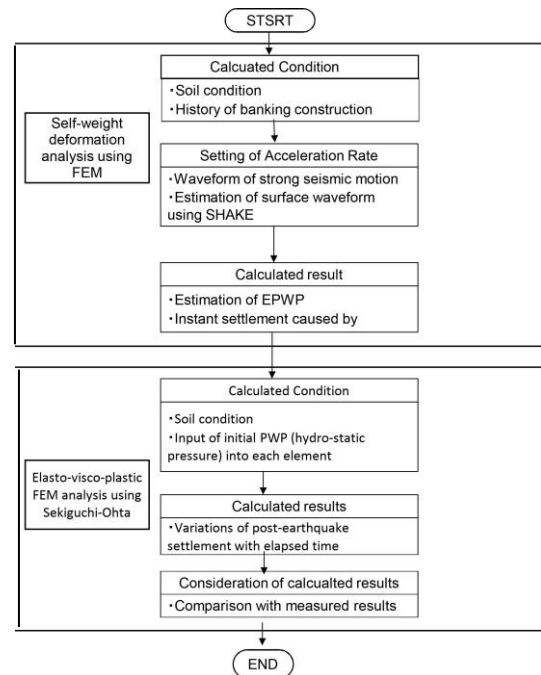 STSRT
Calcuated Condition
・Soil condition
・History of banking construction
Self-weight
deformation
analysis using
FEM
Setting of Acceleration Rate
・Waveform of strong seismic motion
・Estimation of surface waveform
using SHAKE
Calculated result
・Estimation of EPWP
・Instant settlement caused by
Calculated Condition
・Soil condition
・Input of initial PWP (hydro-static
pressure) into each element
Elasto-visco-plastic
FEM analysis using
Sekiguchi-Ohta
Calculated results
・Variations of post-earthquake
settlement with elapsed time
Consideration of calcualted results
・Comparison with measured results
END